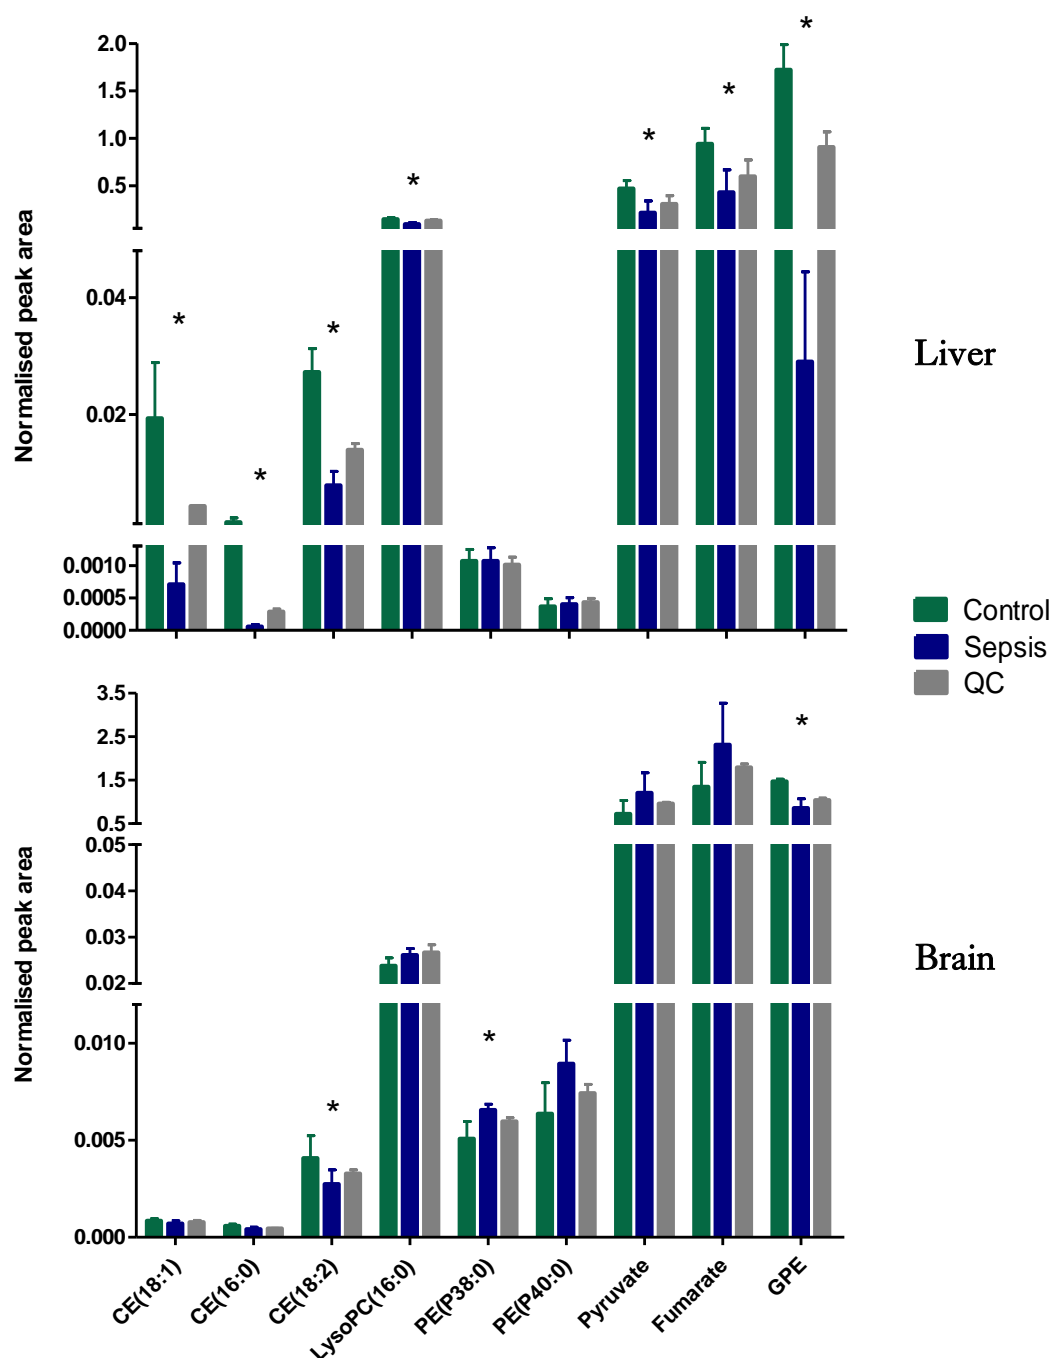 2.0
1.5
1.0
0.5
0.04
0.02
0.0010
0.0005
0.0000
Normalised peak area
* * * * * * *
Liver
Control
Sepsis
QC
3.5
2.5
1.5
0.5
0.05
0.04
0.03
0.02
0.010
0.005
0.000
Normalised peak area
* * *
Brain
CE(18:1)
CE(16:0)
CE(18:2)
LysoPC(16:0)
PE(P38:0)
PE(P40:0)
Pyruvate
Fumarate
GPE